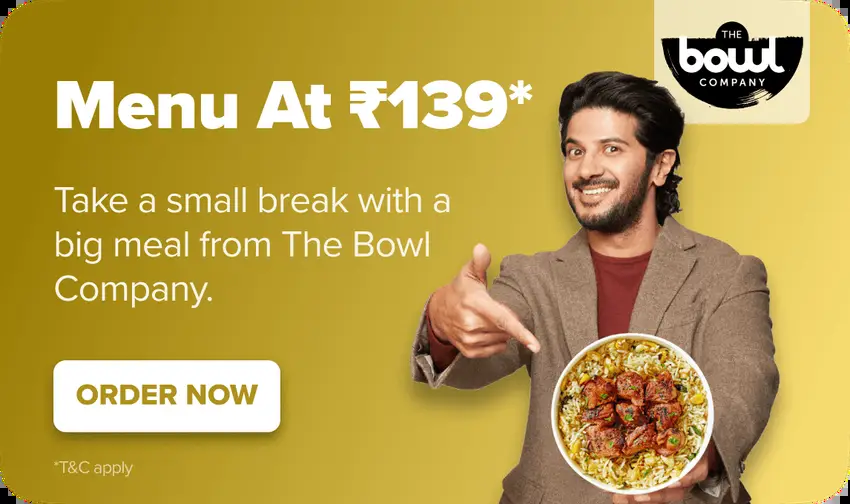 THE
bowl
COMPANY
Menu At ₹139*
Take a small break with a
big meal from The Bowl
Company.
ORDER NOW
*T&C apply